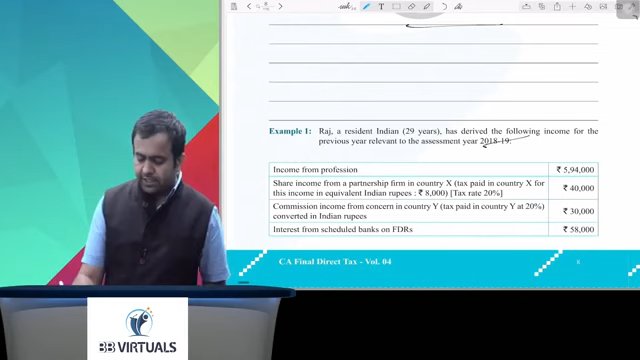 Example 1: Raj, a resident Indian (29 years), has derived the following income for the
previous year relevant to the assessment year 2018-19.
Income from profession ₹ 5,94,000
Share income from a partnership firm in country X (tax paid in country X for
this income in equivalent Indian rupees : ₹ 8,000) [Tax rate 20%] ₹ 40,000
Commission income from concern in country Y (tax paid in country Y at 20%)
converted in Indian rupees ₹ 30,000
Interest from scheduled banks on FDRs ₹ 58,000
CA Final Direct Tax - Vol. 04
8
BB VIRTUALS